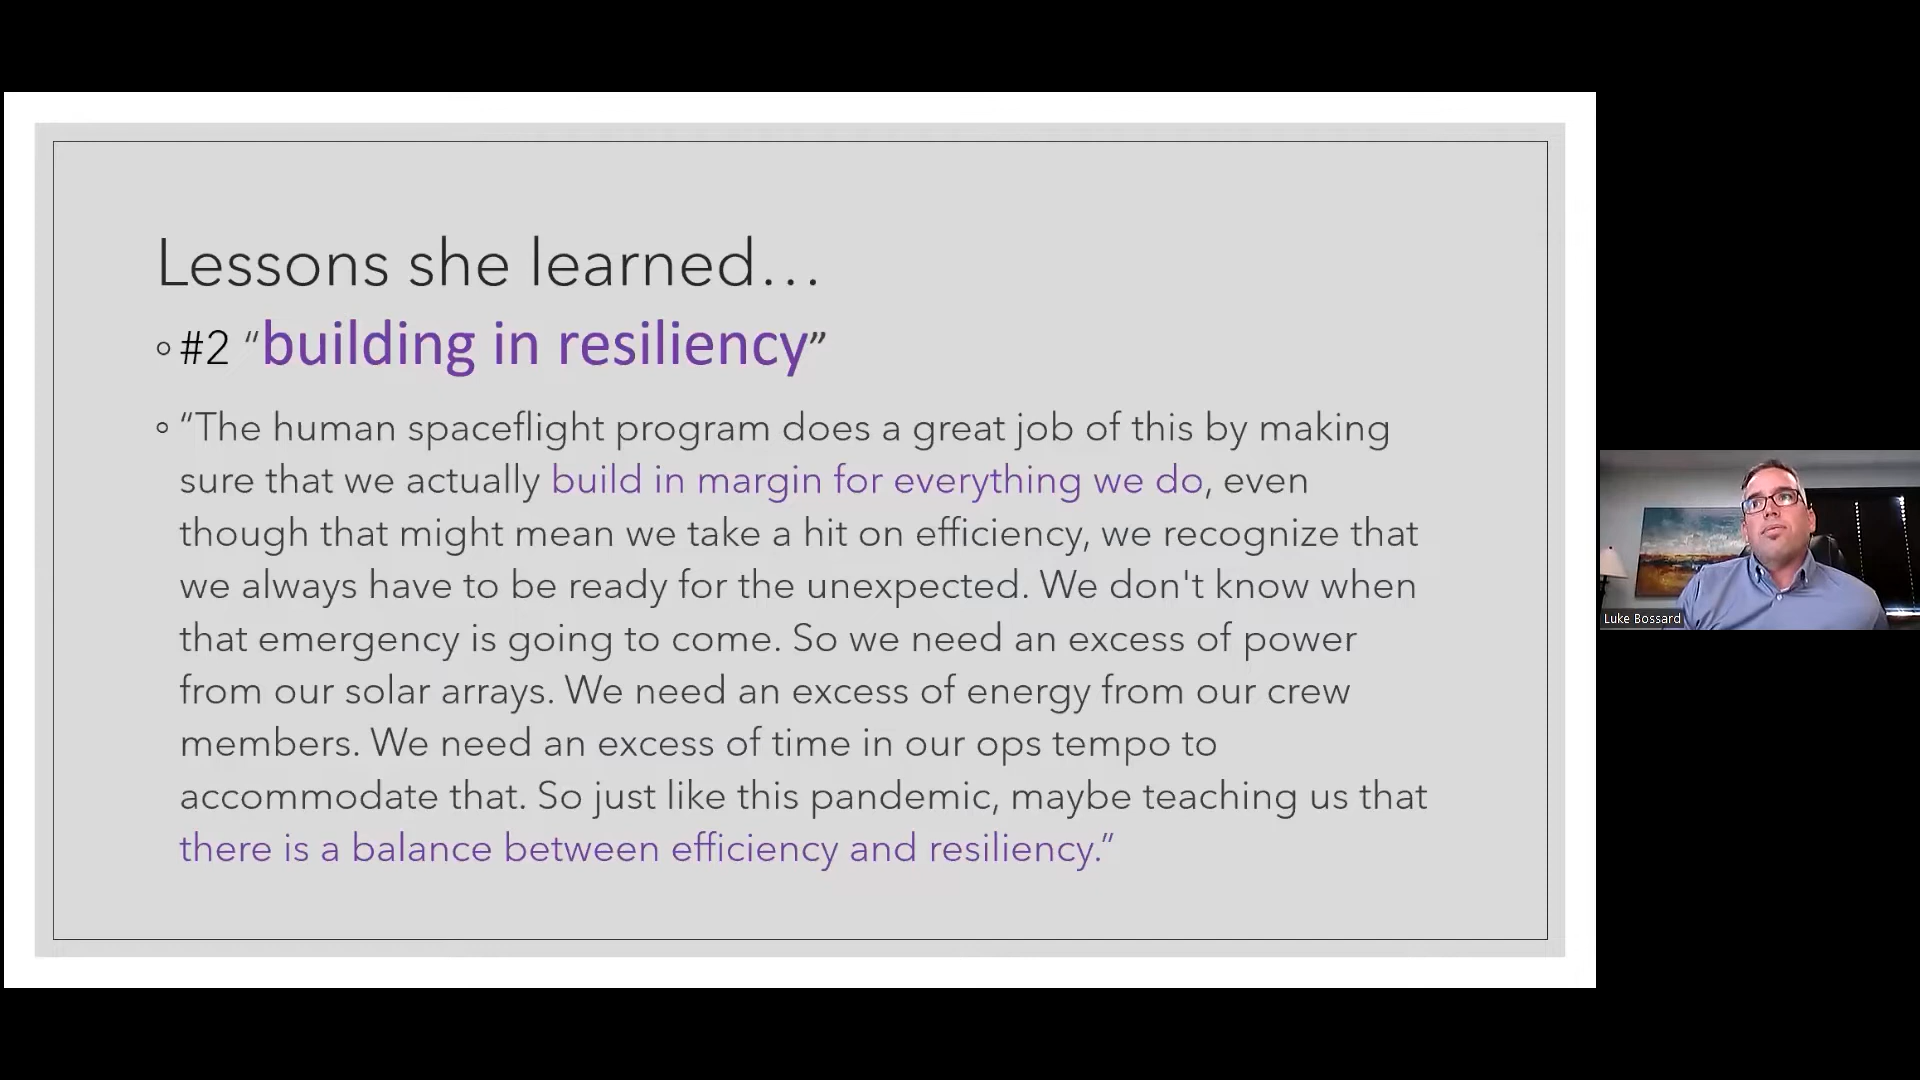 Lessons she learned…
◦ #2 “building in resiliency”
◦ “The human spaceflight program does a great job of this by making
sure that we actually build in margin for everything we do, even
though that might mean we take a hit on efficiency, we recognize that
we always have to be ready for the unexpected. We don't know when
that emergency is going to come. So we need an excess of power
from our solar arrays. We need an excess of energy from our crew
members. We need an excess of time in our ops tempo to
accommodate that. So just like this pandemic, maybe teaching us that
there is a balance between efficiency and resiliency.”
Luke Bossard